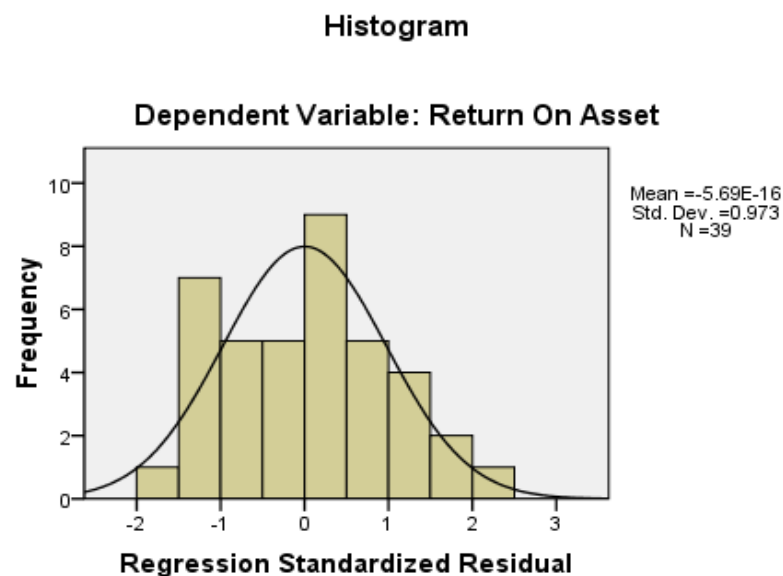 Histogram
Dependent Variable: Return On Asset
Mean =-5.69E-16
Std. Dev. =0.973
N =39
Frequency
10
8
6
4
2
0
-2 -1 0 1 2 3
Regression Standardized Residual